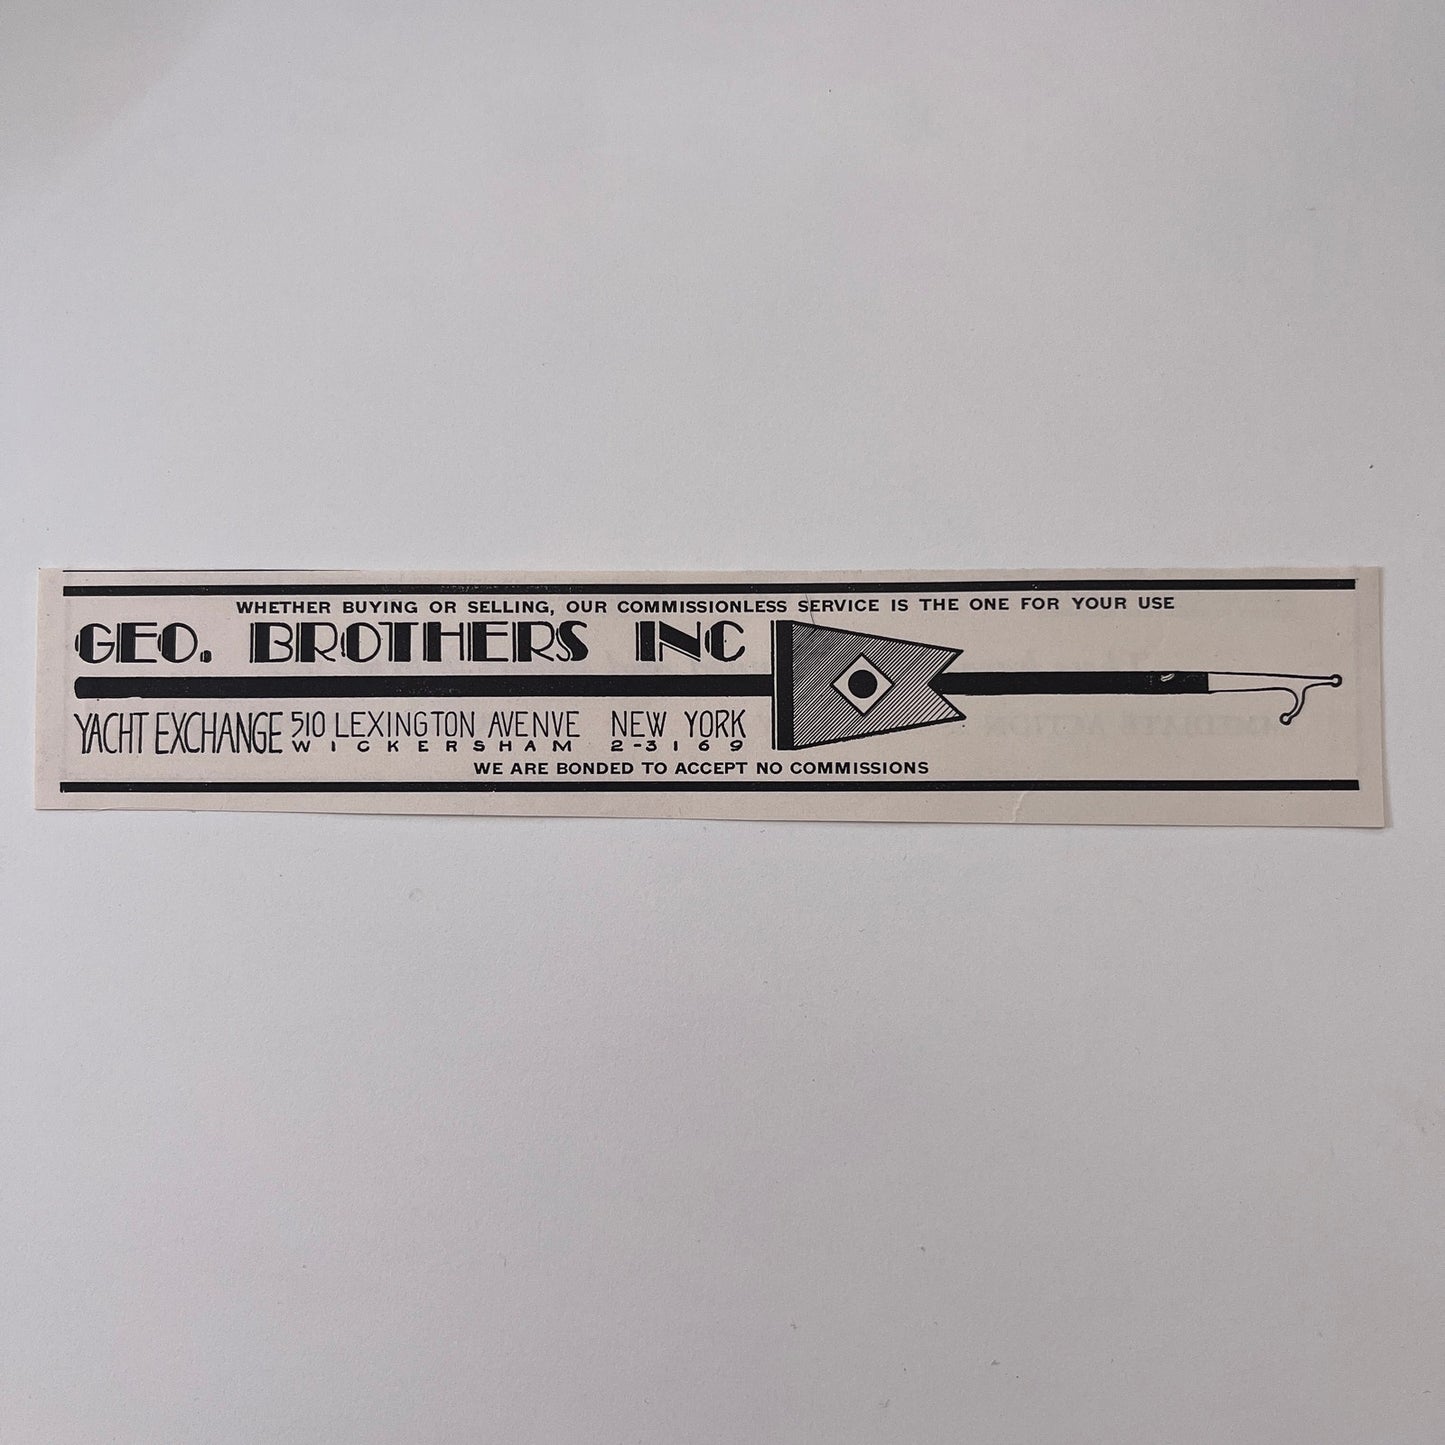 WHETHER BUYING OR SELLING, OUR COMMISSIONLESS SERVICE IS THE ONE FOR YOUR USE
GEO. BROTHERS INC
YACHT EXCHANGE 510 LEXINGTON AVENVE NEW YORK
WICKERSHAM 2-3169
WE ARE BONDED TO ACCEPT NO COMMISSIONS